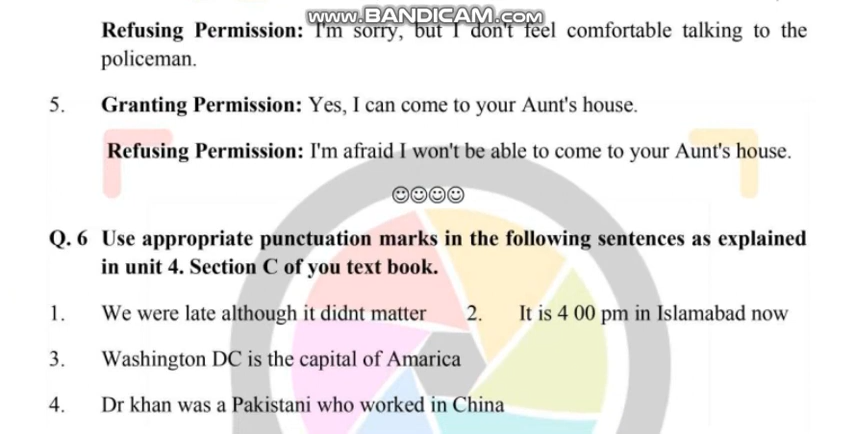 www.BANDICAM.COM
Refusing Permission: I'm sorry, but I don't feel comfortable talking to the
policeman.
5. Granting Permission: Yes, I can come to your Aunt's house.
Refusing Permission: I'm afraid I won't be able to come to your Aunt's house.
☺☺☺☺
Q. 6 Use appropriate punctuation marks in the following sentences as explained
in unit 4. Section C of you text book.
1. We were late although it didnt matter 2. It is 4 00 pm in Islamabad now
3. Washington DC is the capital of Amarica
4. Dr khan was a Pakistani who worked in China